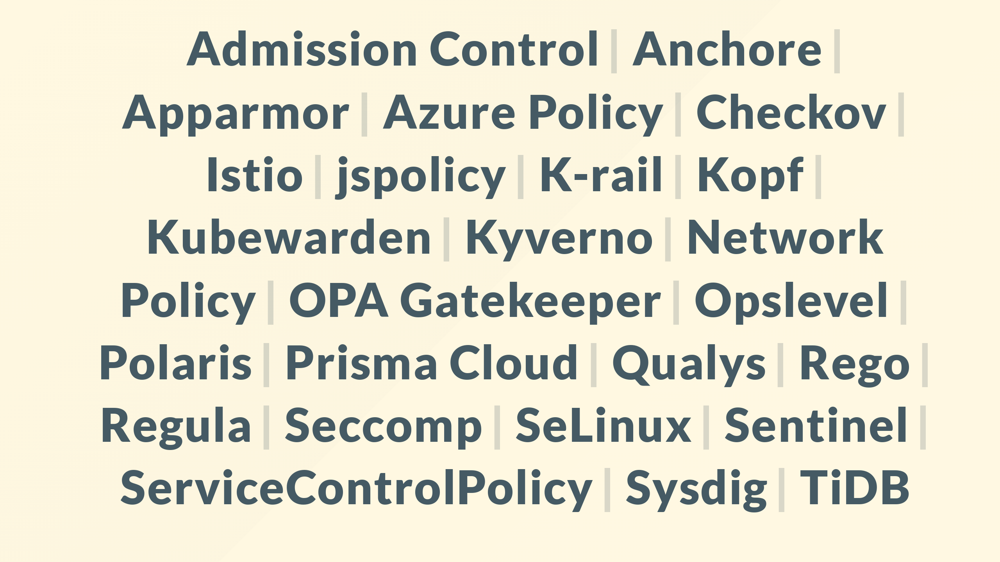 Admission Control | Anchore |
Apparmor | Azure Policy | Checkov |
Istio | jspolicy | K-rail | Kopf |
Kubewarden | Kyverno | Network
Policy | OPA Gatekeeper | Opslevel |
Polaris | Prisma Cloud | Qualys | Rego |
Regula | Seccomp | SeLinux | Sentinel |
ServiceControlPolicy | Sysdig | TiDB